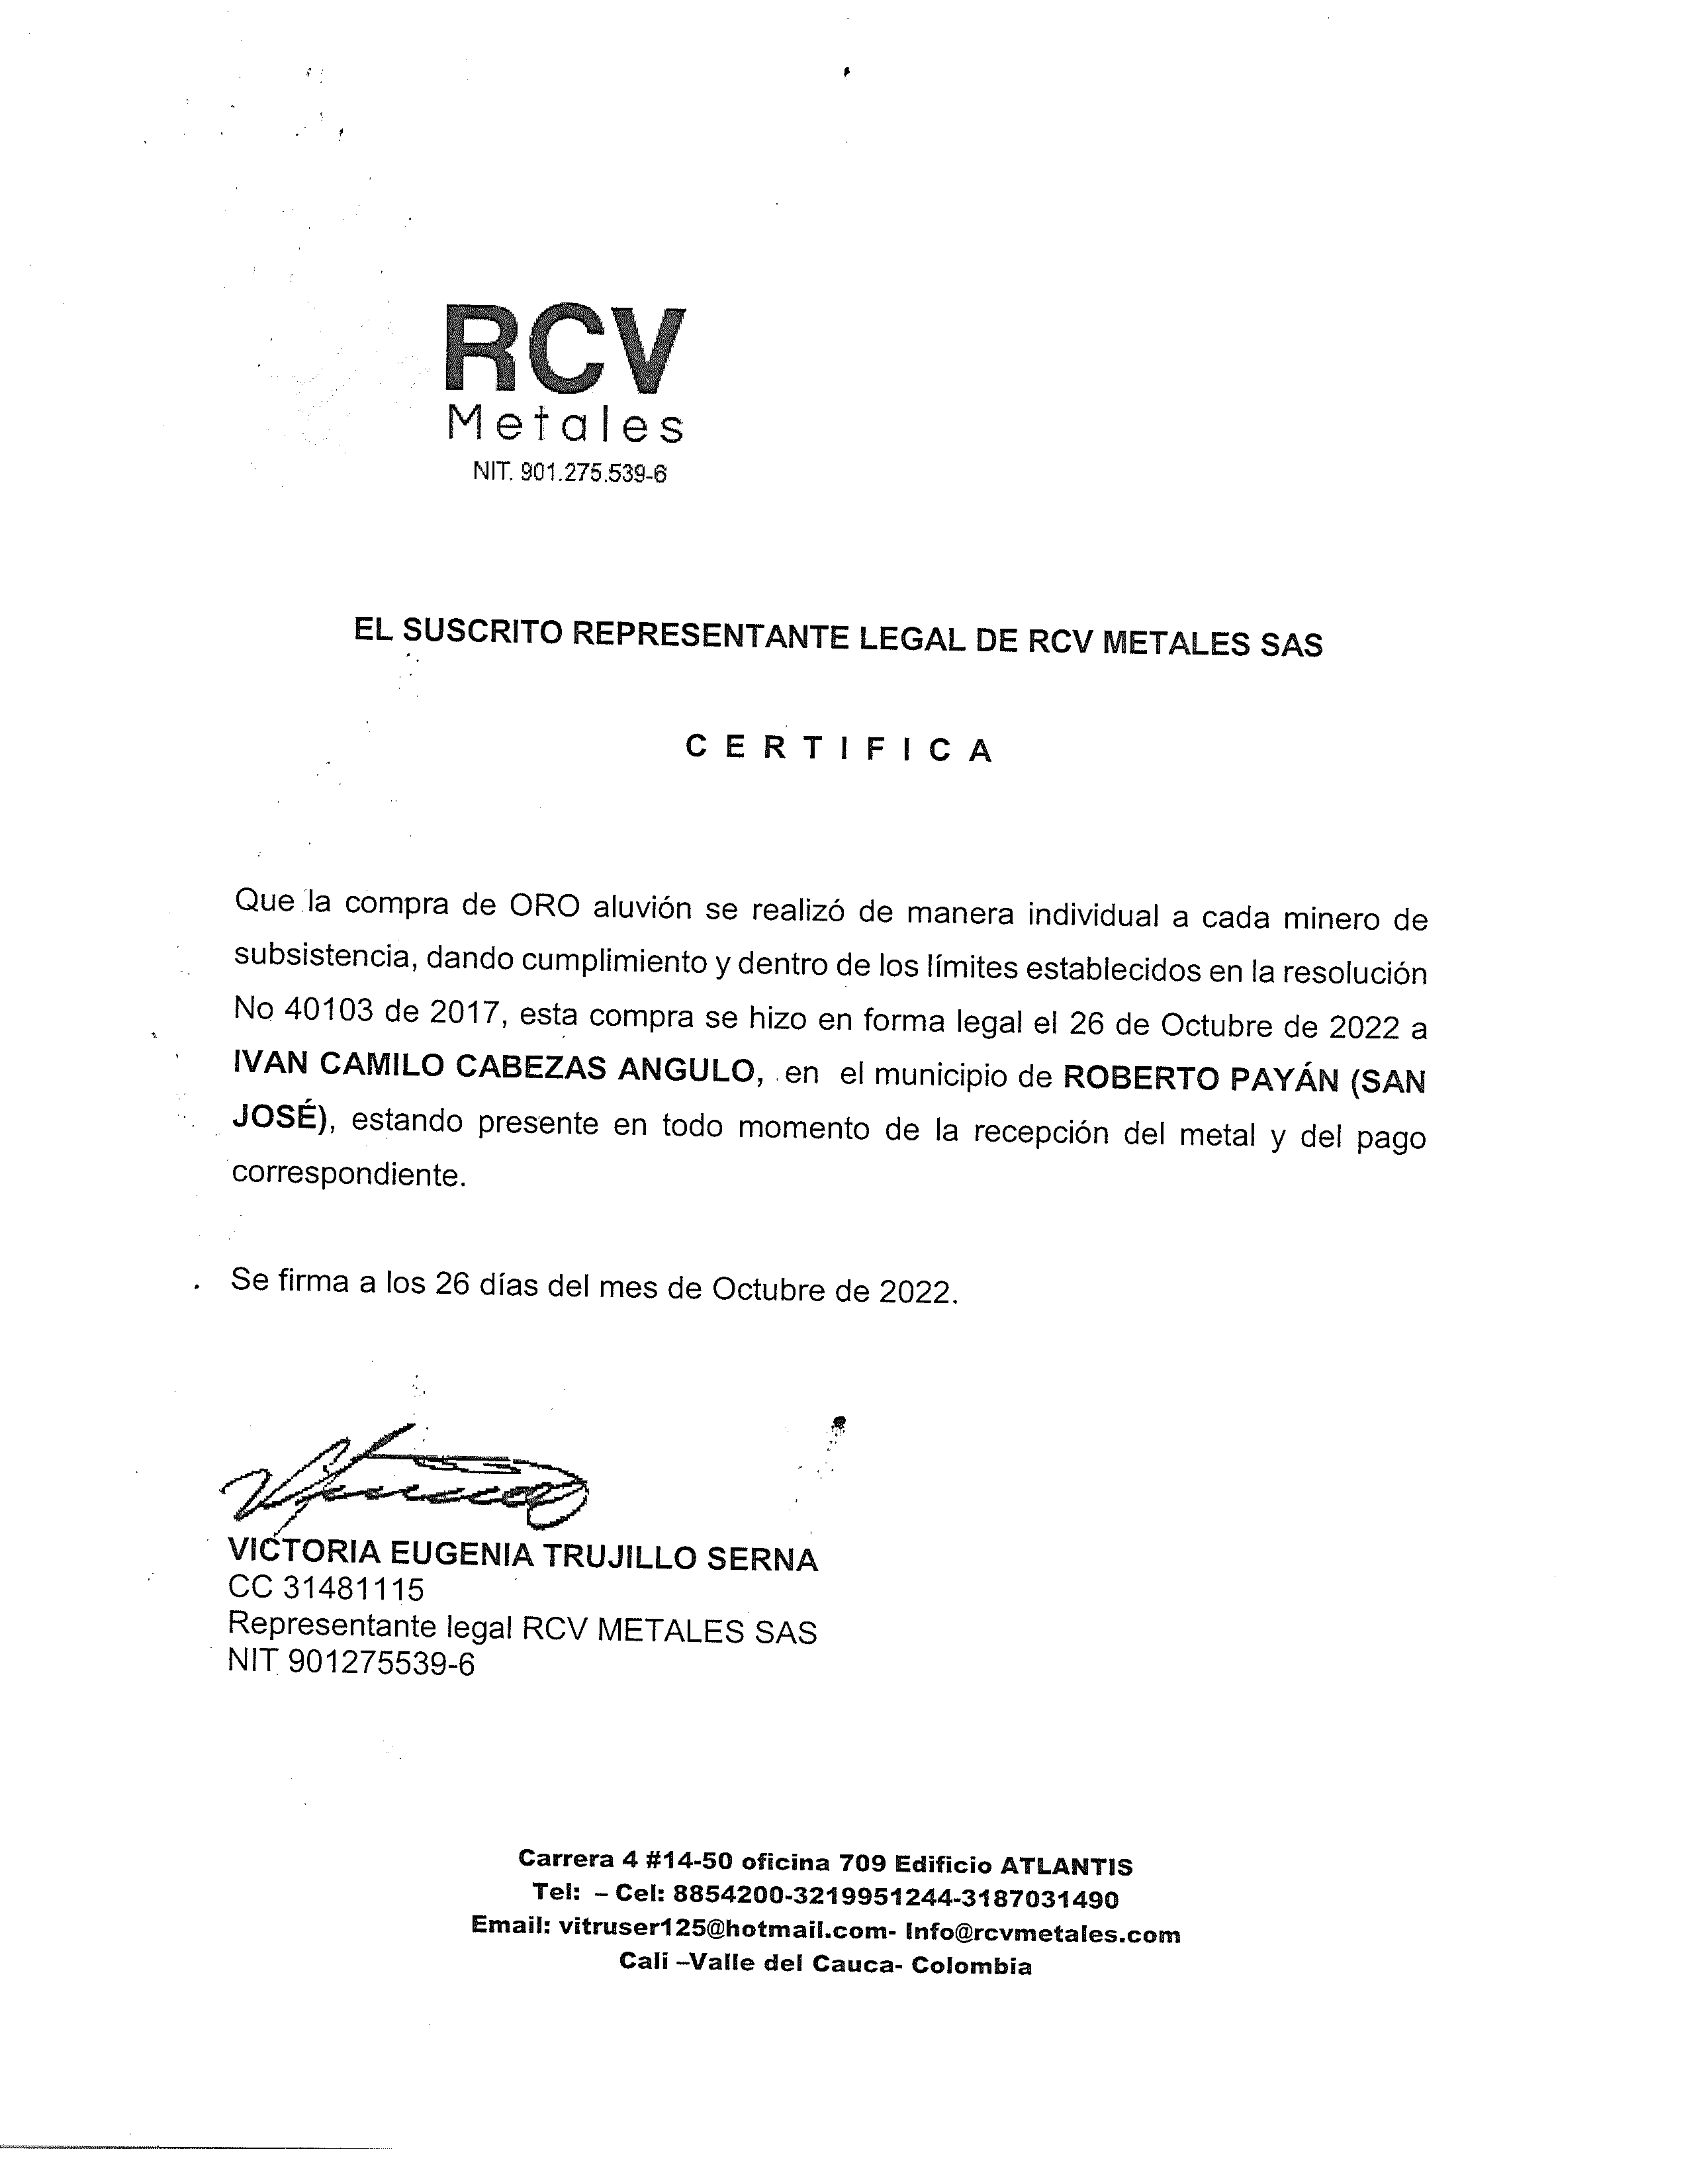 RCV
Metales
NIT. 901.275.539-6
EL SUSCRITO REPRESENTANTE LEGAL DE RCV METALES SAS
C E R T I F I C A
Que la compra de ORO aluvión se realizó de manera individual a cada minero de
subsistencia, dando cumplimiento y dentro de los límites establecidos en la resolución
No 40103 de 2017, esta compra se hizo en forma legal el 26 de Octubre de 2022 a
IVAN CAMILO CABEZAS ANGULO, en el municipio de ROBERTO PAYÁN (SAN
JOSÉ), estando presente en todo momento de la recepción del metal y del pago
correspondiente.
Se firma a los 26 días del mes de Octubre de 2022.
VICTORIA EUGENIA TRUJILLO SERNA
CC 31481115
Representante legal RCV METALES SAS
NIT 901275539-6
Carrera 4 #14-50 oficina 709 Edificio ATLANTIS
Tel: – Cel: 8854200-3219951244-3187031490
Email: vitruser125@hotmail.com- Info@rcvmetales.com
Cali –Valle del Cauca- Colombia